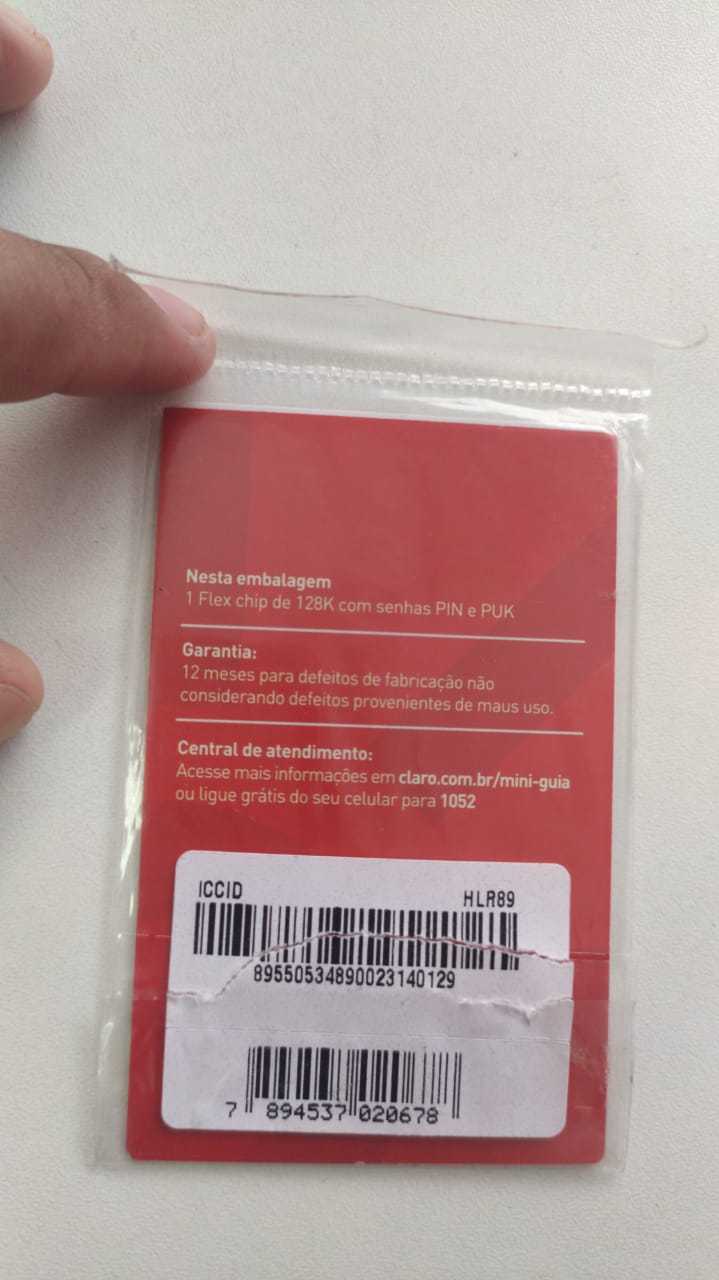 Nesta embalagem
1 Flex chip de 128K com senhas PIN e PUK
Garantia:
12 meses para defeitos de fabricação não
considerando defeitos provenientes de maus uso.
Central de atendimento:
Acesse mais informações em claro.com.br/mini-guia
ou ligue grátis do seu celular para 1052
ICCID HLR89
89550534890023140129
7 894537 020678